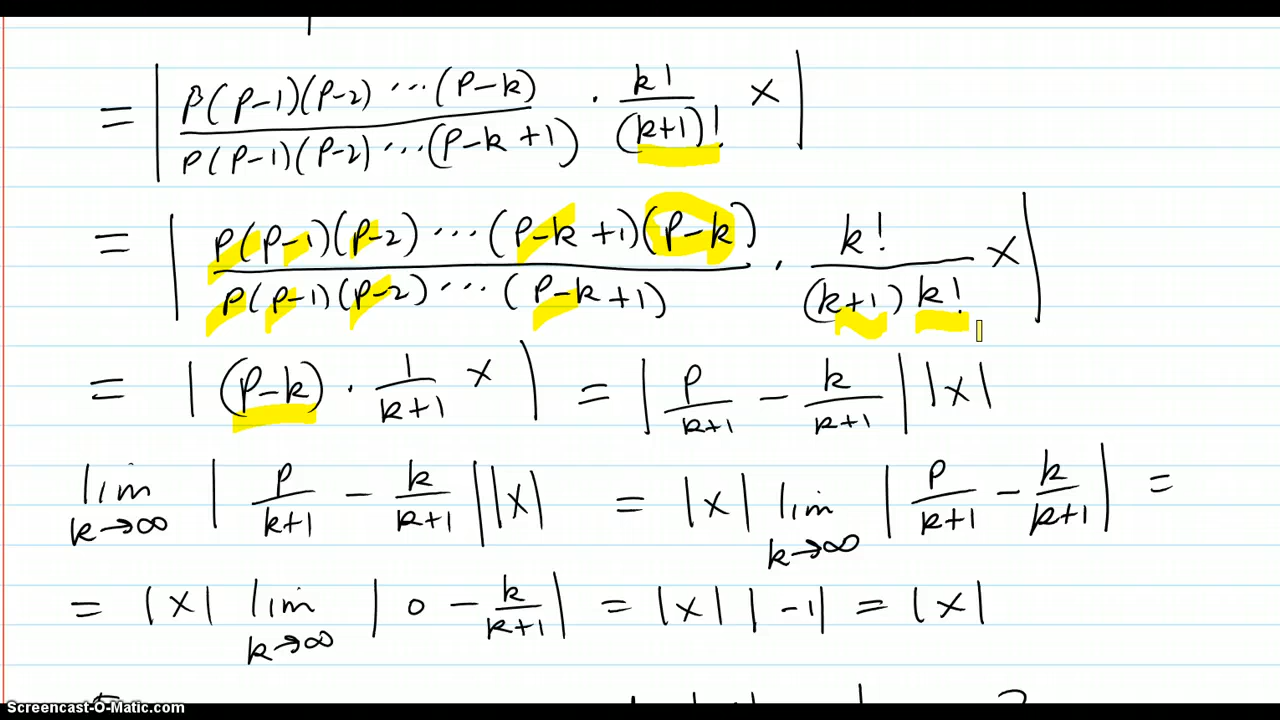 = | P(P-1)(P-2) ··· (P-k) / P(P-1)(P-2) ··· (P-k+1) · k! / (k+1)! x |
= | P(P-1)(P-2) ··· (P-k+1)(P-k) / P(P-1)(P-2) ··· (P-k+1) · k! / (k+1) k! x |
= | (P-k) · 1 / k+1 x | = | P / k+1 - k / k+1 | |x|
lim k→∞ | P / k+1 - k / k+1 | |x| = |x| lim k→∞ | P / k+1 - k / k+1 | =
= |x| lim k→∞ | 0 - k / k+1 | = |x| |-1| = |x|
Screencast-O-Matic.com